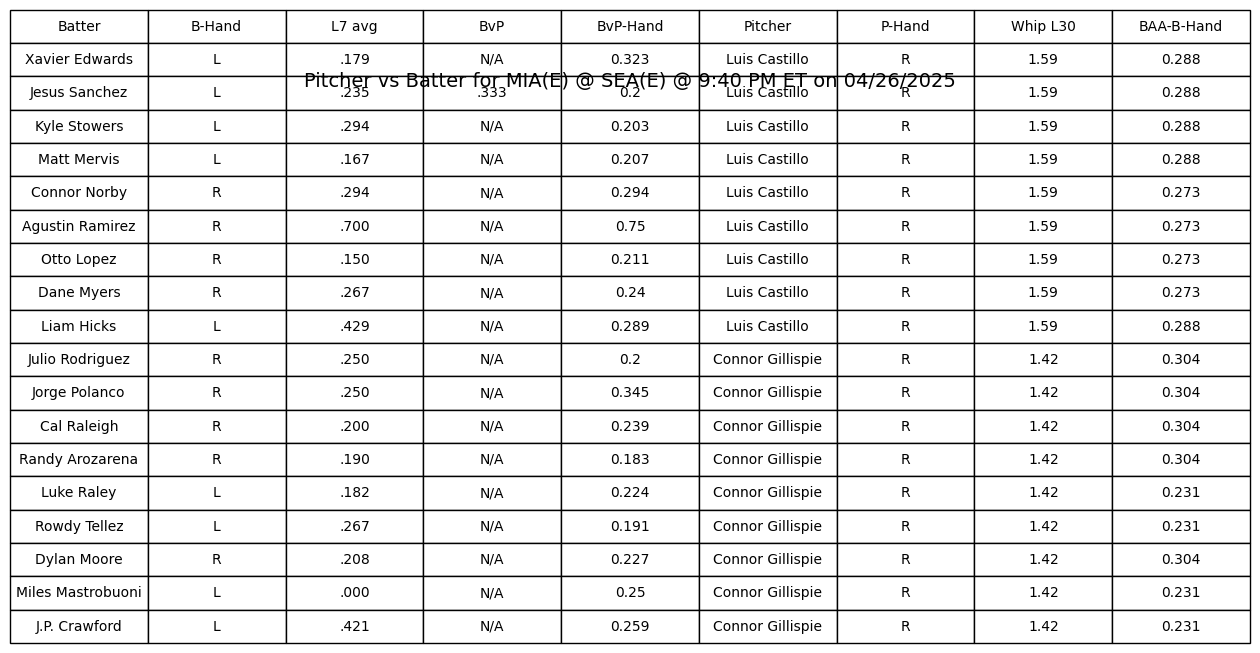 Batter B-Hand L7 avg BvP BvP-Hand Pitcher P-Hand Whip L30 BAA-B-Hand
Xavier Edwards L .179 N/A 0.323 Luis Castillo R 1.59 0.288
Pitcher vs Batter for MIA(E) @ SEA(E) @ 9:40 PM ET on 04/26/2025
Jesus Sanchez L .235 .333 0.2 Luis Castillo R 1.59 0.288
Kyle Stowers L .294 N/A 0.203 Luis Castillo R 1.59 0.288
Matt Mervis L .167 N/A 0.207 Luis Castillo R 1.59 0.288
Connor Norby R .294 N/A 0.294 Luis Castillo R 1.59 0.273
Agustin Ramirez R .700 N/A 0.75 Luis Castillo R 1.59 0.273
Otto Lopez R .150 N/A 0.211 Luis Castillo R 1.59 0.273
Dane Myers R .267 N/A 0.24 Luis Castillo R 1.59 0.273
Liam Hicks L .429 N/A 0.289 Luis Castillo R 1.59 0.288
Julio Rodriguez R .250 N/A 0.2 Connor Gillispie R 1.42 0.304
Jorge Polanco R .250 N/A 0.345 Connor Gillispie R 1.42 0.304
Cal Raleigh R .200 N/A 0.239 Connor Gillispie R 1.42 0.304
Randy Arozarena R .190 N/A 0.183 Connor Gillispie R 1.42 0.304
Luke Raley L .182 N/A 0.224 Connor Gillispie R 1.42 0.231
Rowdy Tellez L .267 N/A 0.191 Connor Gillispie R 1.42 0.231
Dylan Moore R .208 N/A 0.227 Connor Gillispie R 1.42 0.304
Miles Mastrobuoni L .000 N/A 0.25 Connor Gillispie R 1.42 0.231
J.P. Crawford L .421 N/A 0.259 Connor Gillispie R 1.42 0.231